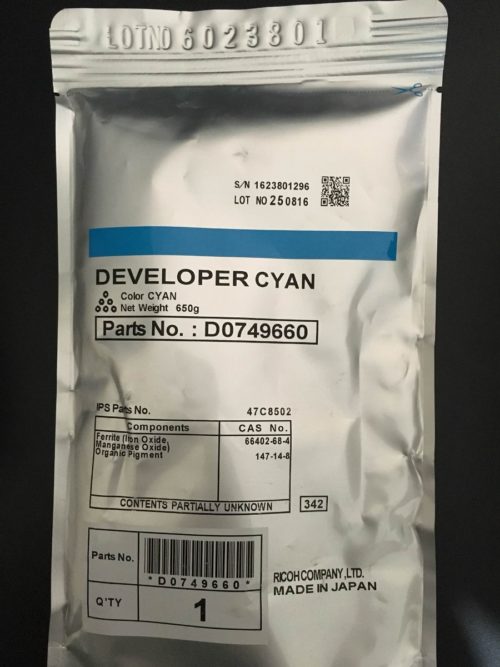 LOTNO 6023801
S/N 1623801296
LOT NO 250816
DEVELOPER CYAN
Color CYAN
Net Weight 650g
Parts No. : D0749660
IPS Parts No. 47C8502
Components CAS No.
Ferrite (Iron Oxide, 66402-68-4
Manganese Oxide)
Organic Pigment 147-14-8
CONTENTS PARTIALLY UNKNOWN
342
Parts No.
*D0749660*
Q'TY 1
RICOH COMPANY,LTD.
MADE IN JAPAN